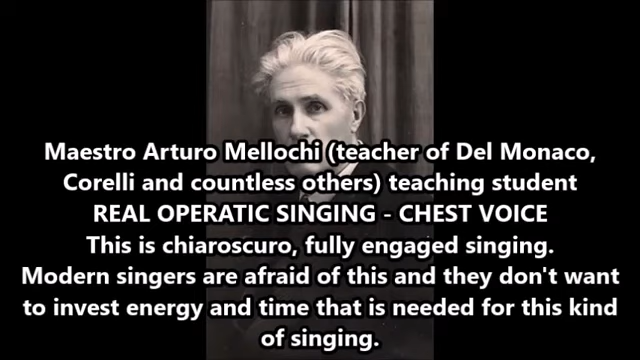 Maestro Arturo Mellochi (teacher of Del Monaco,
Corelli and countless others) teaching student
REAL OPERATIC SINGING - CHEST VOICE
This is chiaroscuro, fully engaged singing.
Modern singers are afraid of this and they don't want
to invest energy and time that is needed for this kind
of singing.